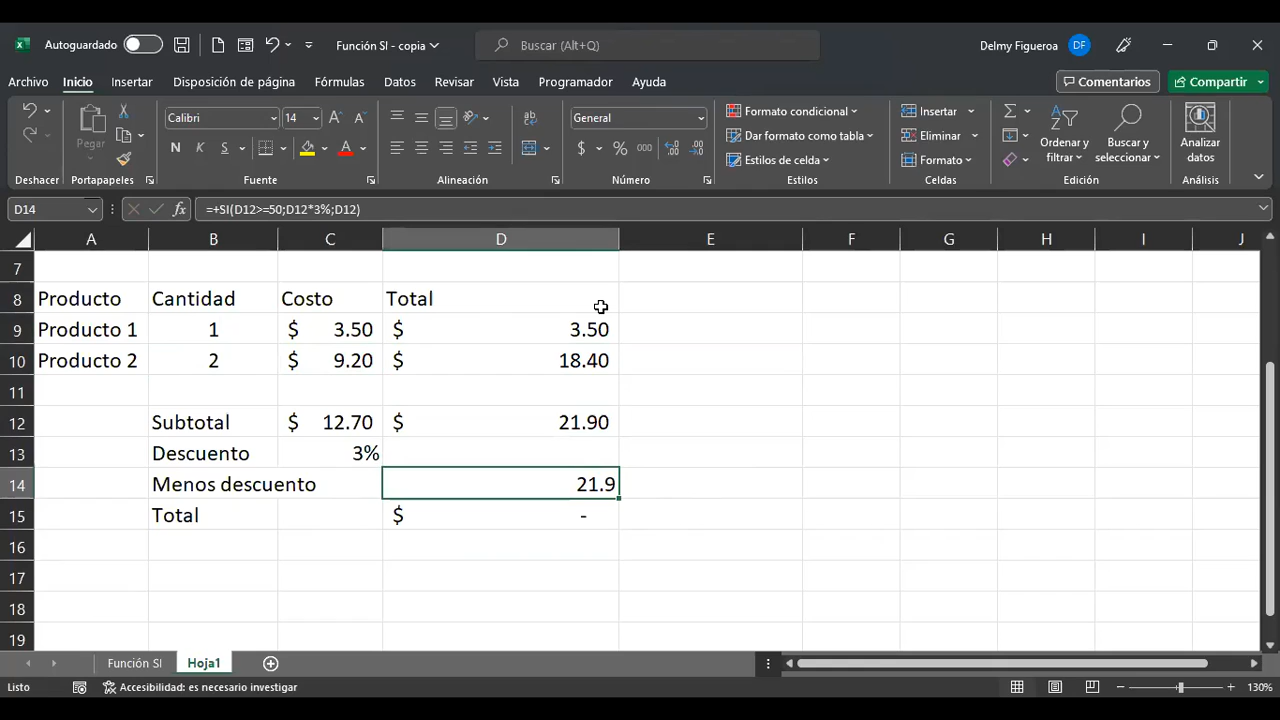 Autoguardado
Función SI - copia
Buscar (Alt+Q)
Delmy Figueroa
DF
Archivo Inicio Insertar Disposición de página Fórmulas Datos Revisar Vista Programador Ayuda
Comentarios
Compartir
Pegar
Calibri 14
N K S
General
$ % 000
Formato condicional
Dar formato como tabla
Estilos de celda
Insertar
Eliminar
Formato
Ordenar y filtrar
Buscar y seleccionar
Analizar datos
Deshacer Portapapeles Fuente Alineación Número Estilos Celdas Edición Análisis
D14 fx =+SI(D12>=50;D12*3%;D12)
A B C D E F G H I J
7
8 Producto Cantidad Costo Total
9 Producto 1 1 $ 3.50 $ 3.50
10 Producto 2 2 $ 9.20 $ 18.40
11
12 Subtotal $ 12.70 $ 21.90
13 Descuento 3%
14 Menos descuento 21.9
15 Total $ -
16
17
18
19
Función SI Hoja1
Listo Accesibilidad: es necesario investigar 130%